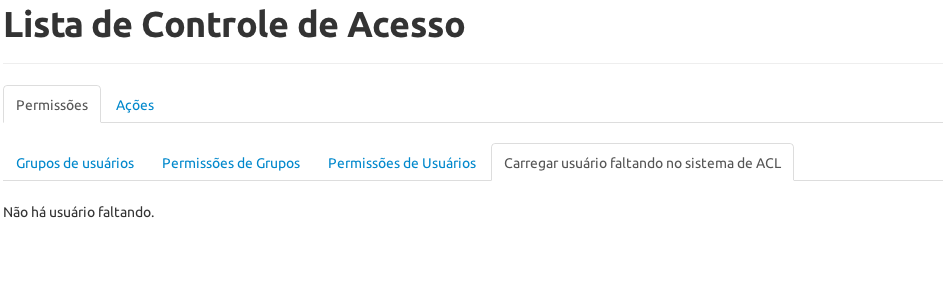 Lista de Controle de Acesso
Permissões Ações
Grupos de usuários Permissões de Grupos Permissões de Usuários Carregar usuário faltando no sistema de ACL
Não há usuário faltando.